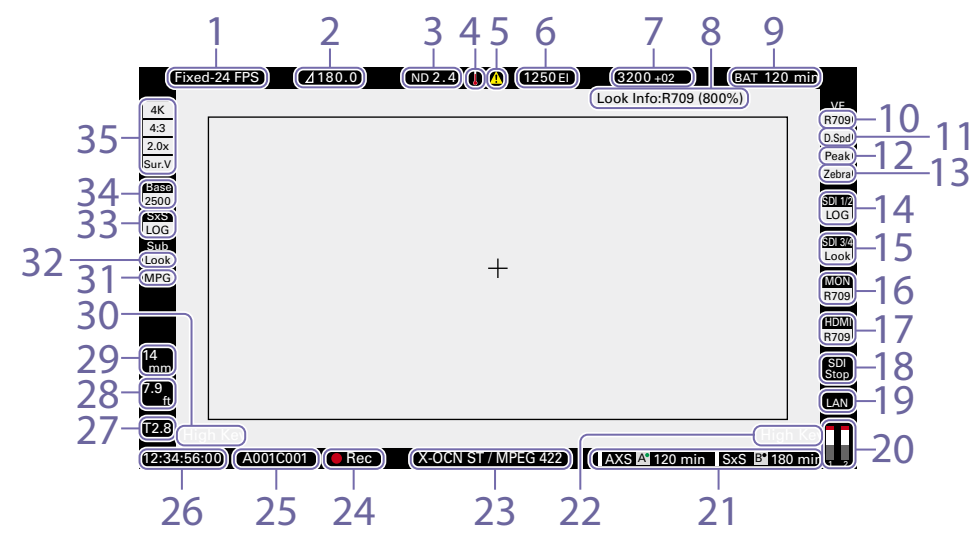 1 2 3 4 5 6 7 8 9
Fixed-24 FPS 180.0 ND 2.4 1250 EI 3200 +02 BAT 120 min
Look Info:R709 (800%)
35
4K
4:3
2.0x
Sur.V
34
Base
2500
33
SxS
LOG
32
Sub
Look
31
MPG
30
29
14
mm
28
7.9
ft
27
T2.8
High Key
VF
R709
10
D.Spd
11
Peak
12
Zebra
13
SDI 1/2
LOG
14
SDI 3/4
Look
15
MON
R709
16
HDMI
R709
17
SDI
Stop
18
LAN
19
High Key
1 2
20
12:34:56:00 A001C001 Rec X-OCN ST / MPEG 422 AXS A 120 min SxS B 180 min
26 25 24 23 22 21